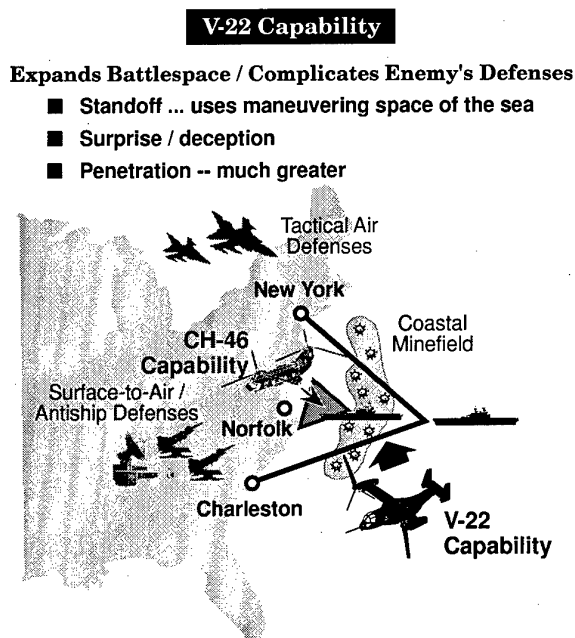 V-22 Capability
Expands Battlespace / Complicates Enemy's Defenses
■ Standoff ... uses maneuvering space of the sea
■ Surprise / deception
■ Penetration -- much greater
Tactical Air
Defenses
New York
CH-46
Capability
Coastal
Minefield
Surface-to-Air /
Antiship Defenses
Norfolk
Charleston
V-22
Capability